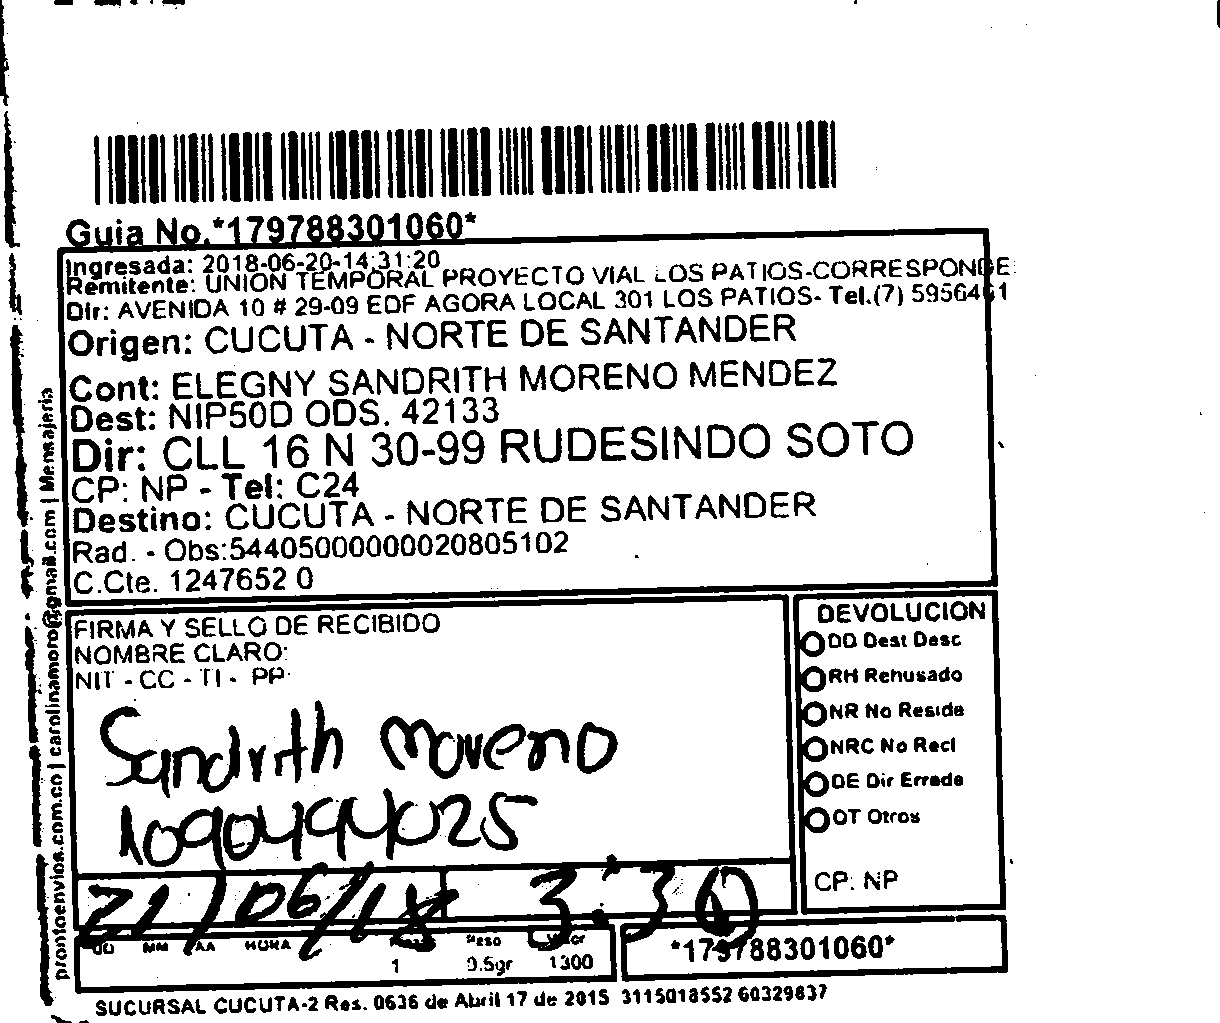 Guia No.*179788301060*
Ingresada: 2018-06-20-14:31:20
Remitente: UNION TEMPORAL PROYECTO VIAL LOS PATIOS-CORRESPONDE:
Dir: AVENIDA 10 # 29-09 EDF AGORA LOCAL 301 LOS PATIOS- Tel.(7) 5956461
Origen: CUCUTA - NORTE DE SANTANDER
Cont: ELEGNY SANDRITH MORENO MENDEZ
Dest: NIP50D ODS. 42133
Dir: CLL 16 N 30-99 RUDESINDO SOTO
CP: NP - Tel: C24
Destino: CUCUTA - NORTE DE SANTANDER
Rad. - Obs:54405000000020805102
C.Cte. 1247652 0
FIRMA Y SELLO DE RECIBIDO
NOMBRE CLARO:
NIT - CC - TI - PP
Sandrith Moreno
1090494025
21/06/18 3:30
DD MM AA HORA Peso Valor
1 0.5gr 1300
DEVOLUCION
DD Dest Desc
RH Rehusado
NR No Reside
NRC No Recl
DE Dir Errada
OT Otros
CP: NP
*179788301060*
SUCURSAL CUCUTA-2 Res. 0636 de Abril 17 de 2015 3115018552 60329837
prontoenvios.com.co | carolinamoro@gmail.com | Mensajeria